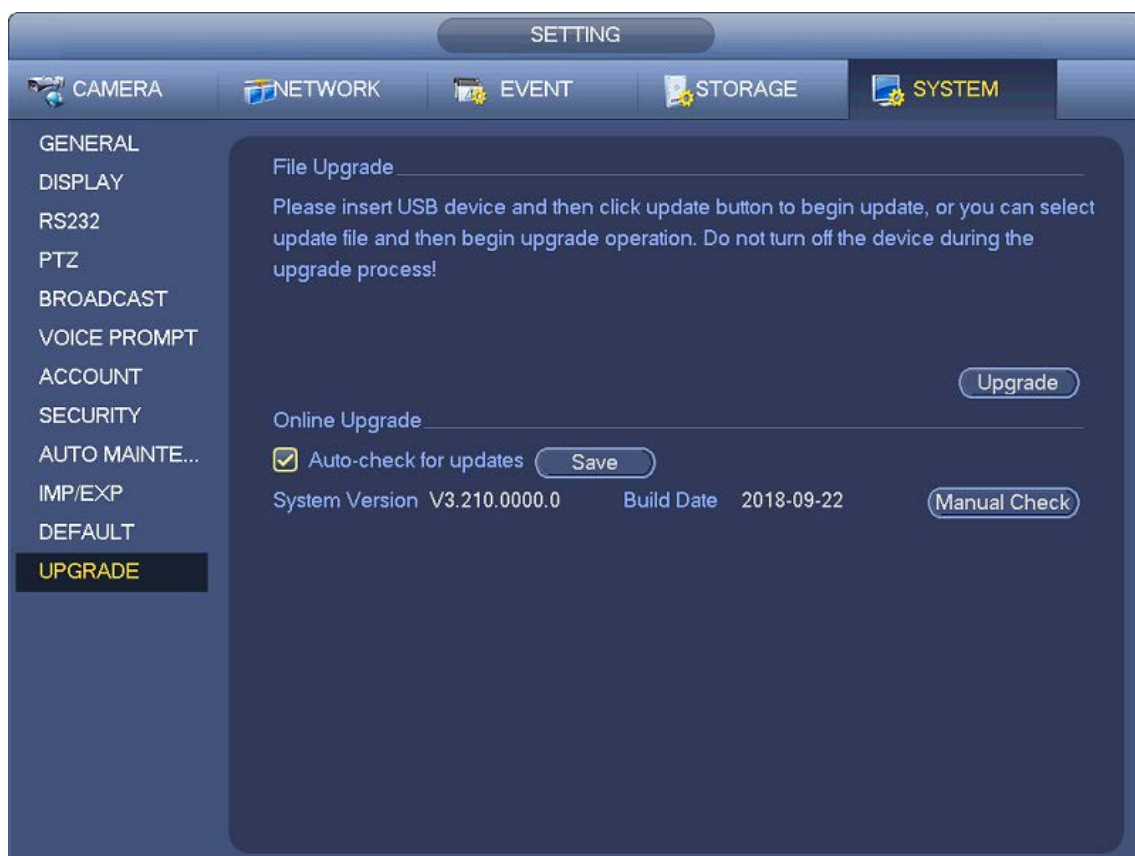 SETTING
CAMERA NETWORK EVENT STORAGE SYSTEM
GENERAL
DISPLAY
RS232
PTZ
BROADCAST
VOICE PROMPT
ACCOUNT
SECURITY
AUTO MAINTE...
IMP/EXP
DEFAULT
UPGRADE
File Upgrade
Please insert USB device and then click update button to begin update, or you can select
update file and then begin upgrade operation. Do not turn off the device during the
upgrade process!
Upgrade
Online Upgrade
Auto-check for updates Save
System Version V3.210.0000.0 Build Date 2018-09-22 Manual Check